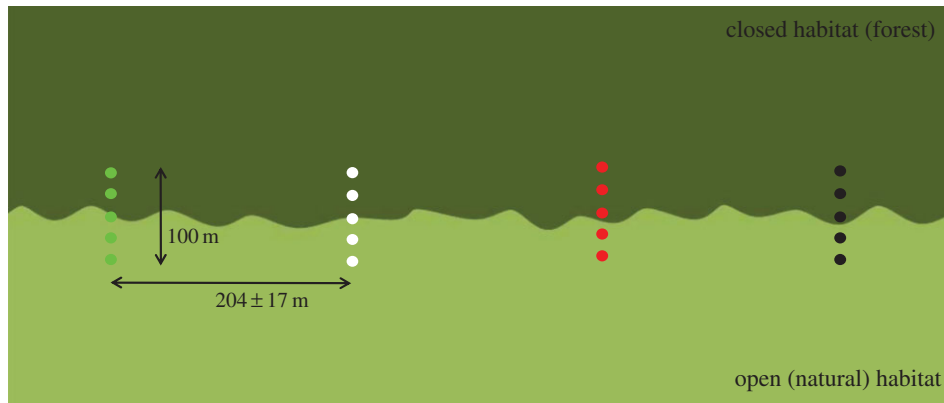 closed habitat (forest)
100 m
204 ± 17 m
open (natural) habitat